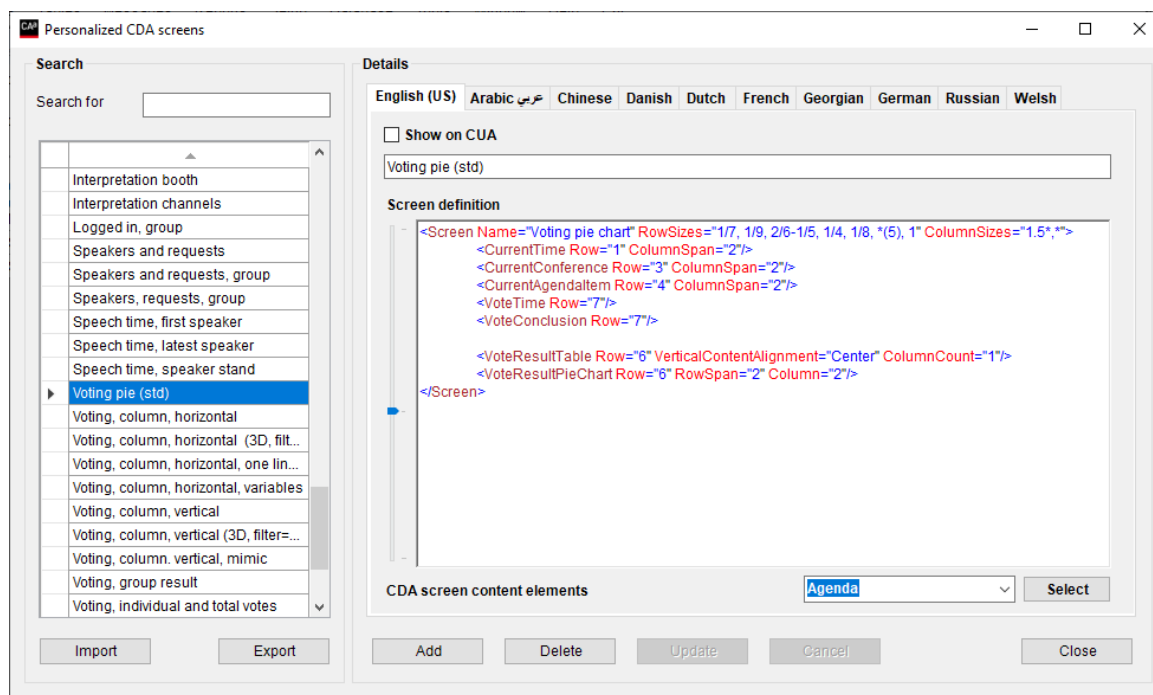 CA³ Personalized CDA screens
Search
Search for
Interpretation booth
Interpretation channels
Logged in, group
Speakers and requests
Speakers and requests, group
Speakers, requests, group
Speech time, first speaker
Speech time, latest speaker
Speech time, speaker stand
Voting pie (std)
Voting, column, horizontal
Voting, column, horizontal (3D, filt...
Voting, column, horizontal, one lin...
Voting, column, horizontal, variables
Voting, column, vertical
Voting, column, vertical (3D, filter=...
Voting, column. vertical, mimic
Voting, group result
Voting, individual and total votes
Import Export
Details
English (US) Arabic عربي Chinese Danish Dutch French Georgian German Russian Welsh
Show on CUA
Voting pie (std)
Screen definition
<Screen Name="Voting pie chart" RowSizes="1/7, 1/9, 2/6-1/5, 1/4, 1/8, *(5), 1" ColumnSizes="1.5*,*">
<CurrentTime Row="1" ColumnSpan="2"/>
<CurrentConference Row="3" ColumnSpan="2"/>
<CurrentAgendaItem Row="4" ColumnSpan="2"/>
<VoteTime Row="7"/>
<VoteConclusion Row="7"/>
<VoteResultTable Row="6" VerticalContentAlignment="Center" ColumnCount="1"/>
<VoteResultPieChart Row="6" RowSpan="2" Column="2"/>
</Screen>
CDA screen content elements Agenda Select
Add Delete Update Cancel Close